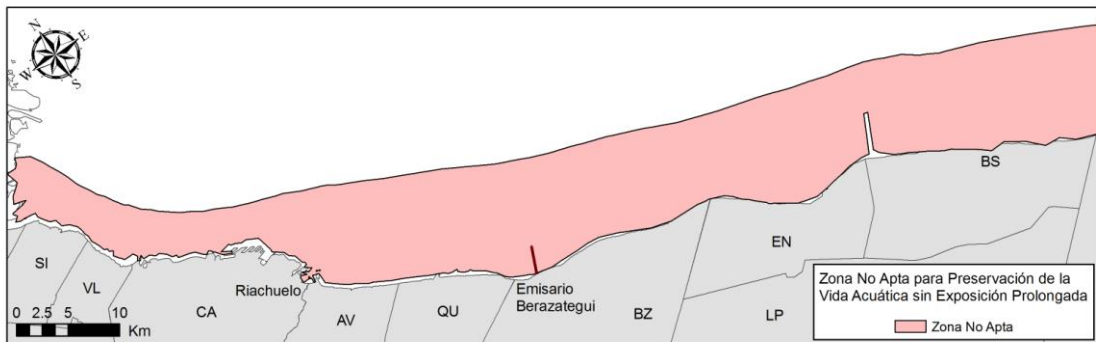 N
E
W
S
SI
VL
CA
Riachuelo
AV
QU
Emisario
Berazategui
BZ
EN
LP
BS
0 2.5 5 10
Km
Zona No Apta para Preservación de la
Vida Acuática sin Exposición Prolongada
Zona No Apta